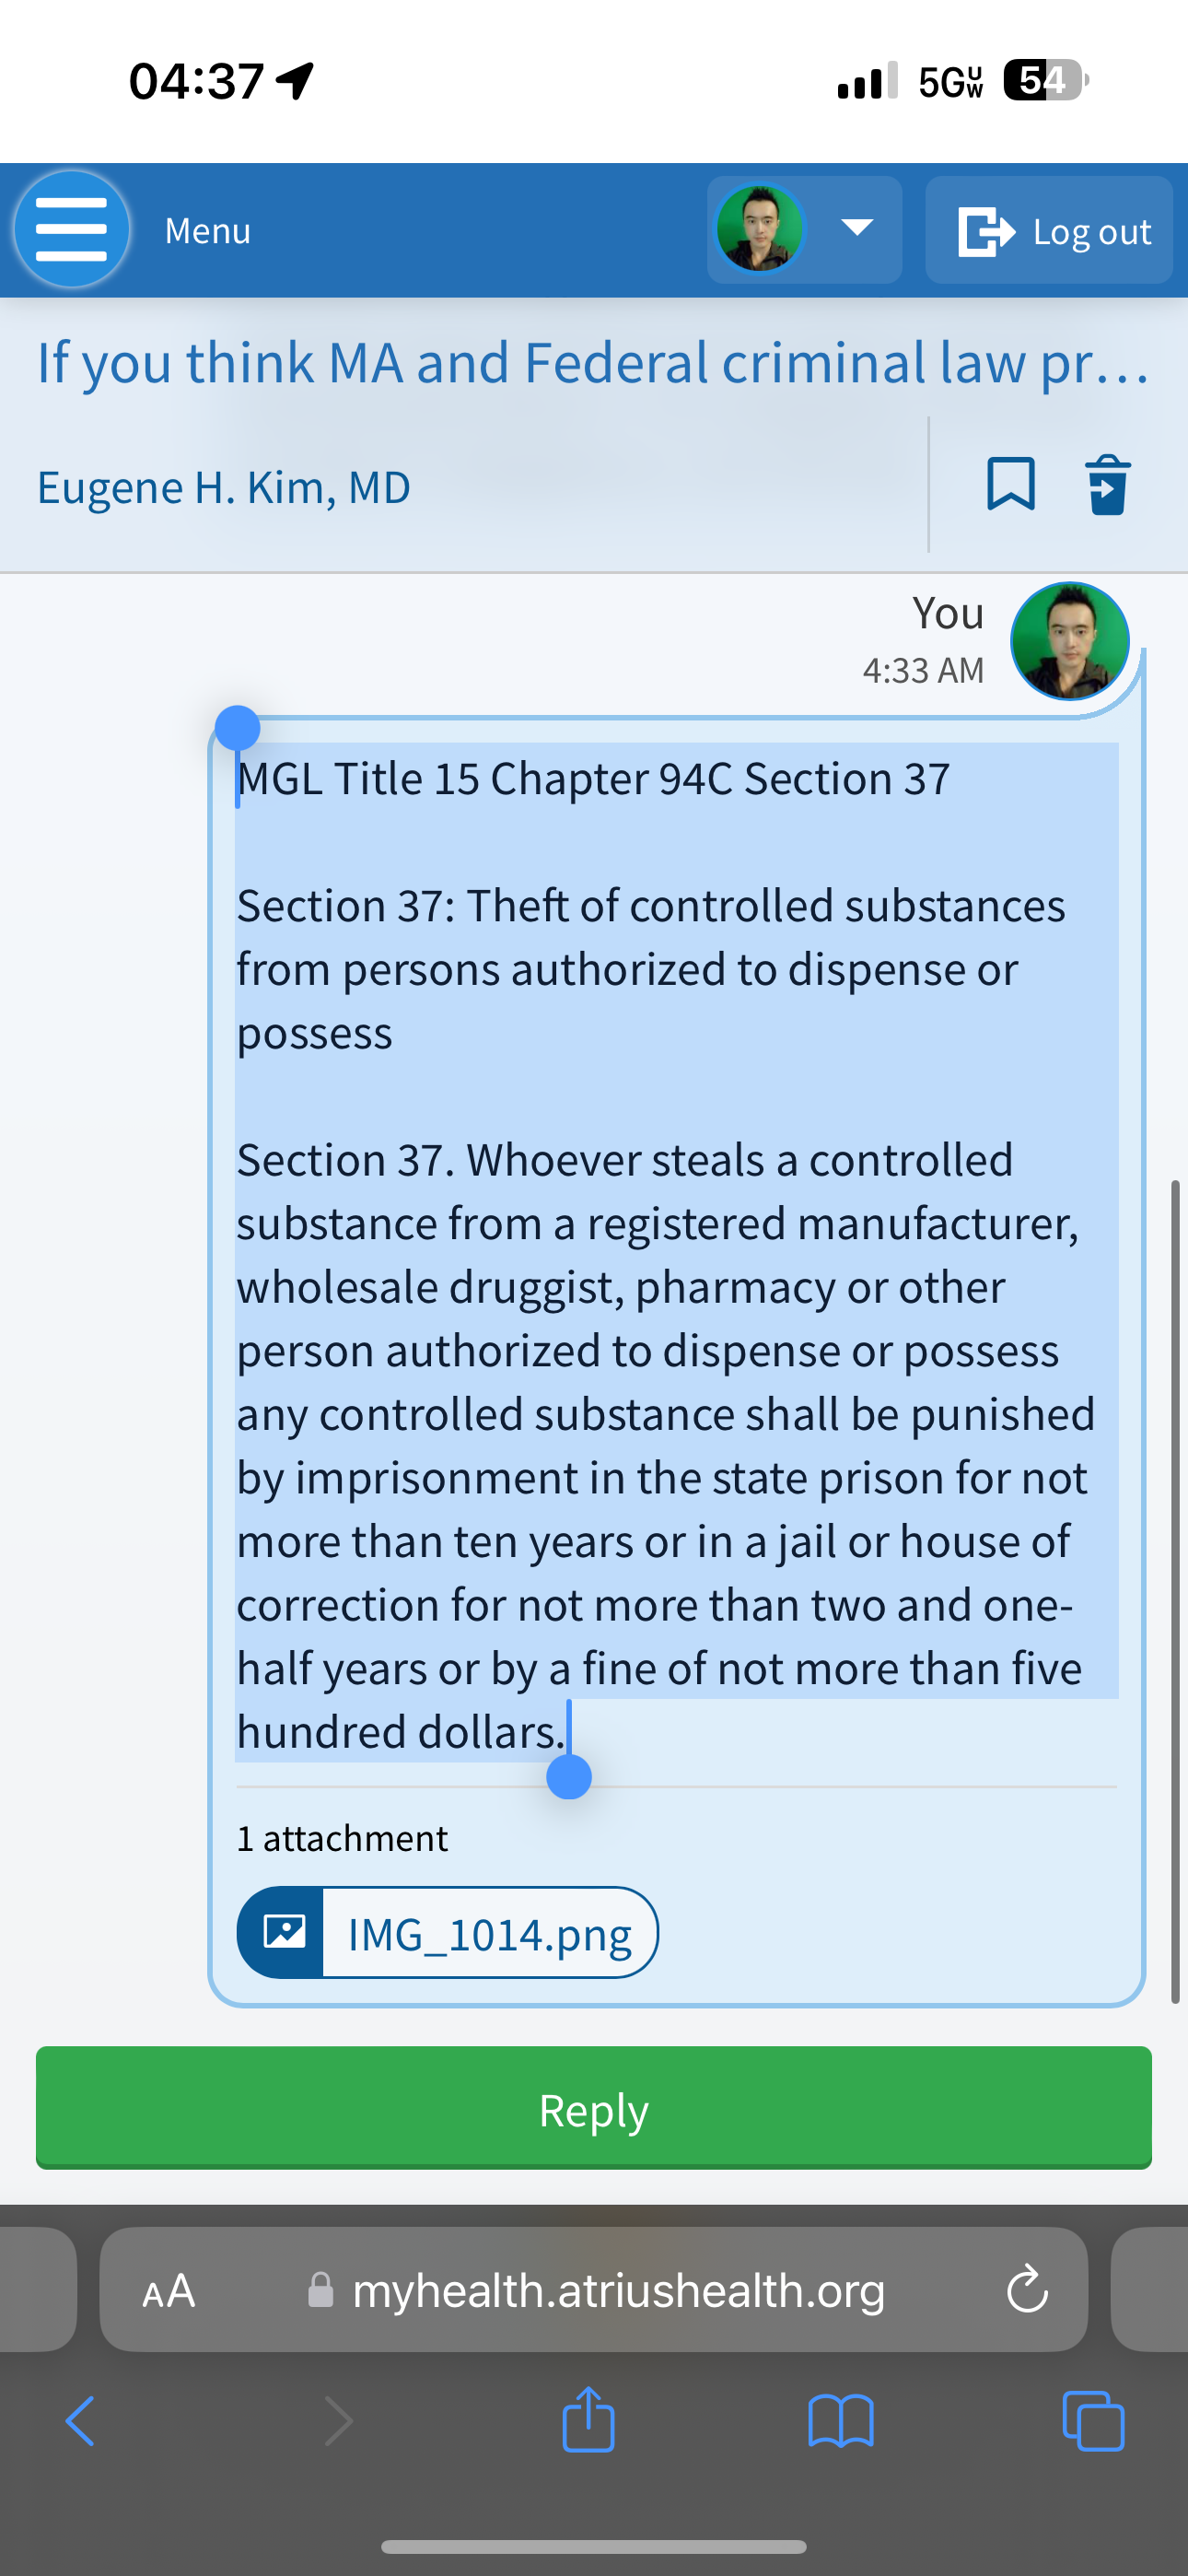 04:37
5GUW
54
Menu
Log out
If you think MA and Federal criminal law pr...
Eugene H. Kim, MD
You
4:33 AM
MGL Title 15 Chapter 94C Section 37
Section 37: Theft of controlled substances
from persons authorized to dispense or
possess
Section 37. Whoever steals a controlled
substance from a registered manufacturer,
wholesale druggist, pharmacy or other
person authorized to dispense or possess
any controlled substance shall be punished
by imprisonment in the state prison for not
more than ten years or in a jail or house of
correction for not more than two and one-
half years or by a fine of not more than five
hundred dollars.
1 attachment
IMG_1014.png
Reply
AA
myhealth.atriushealth.org